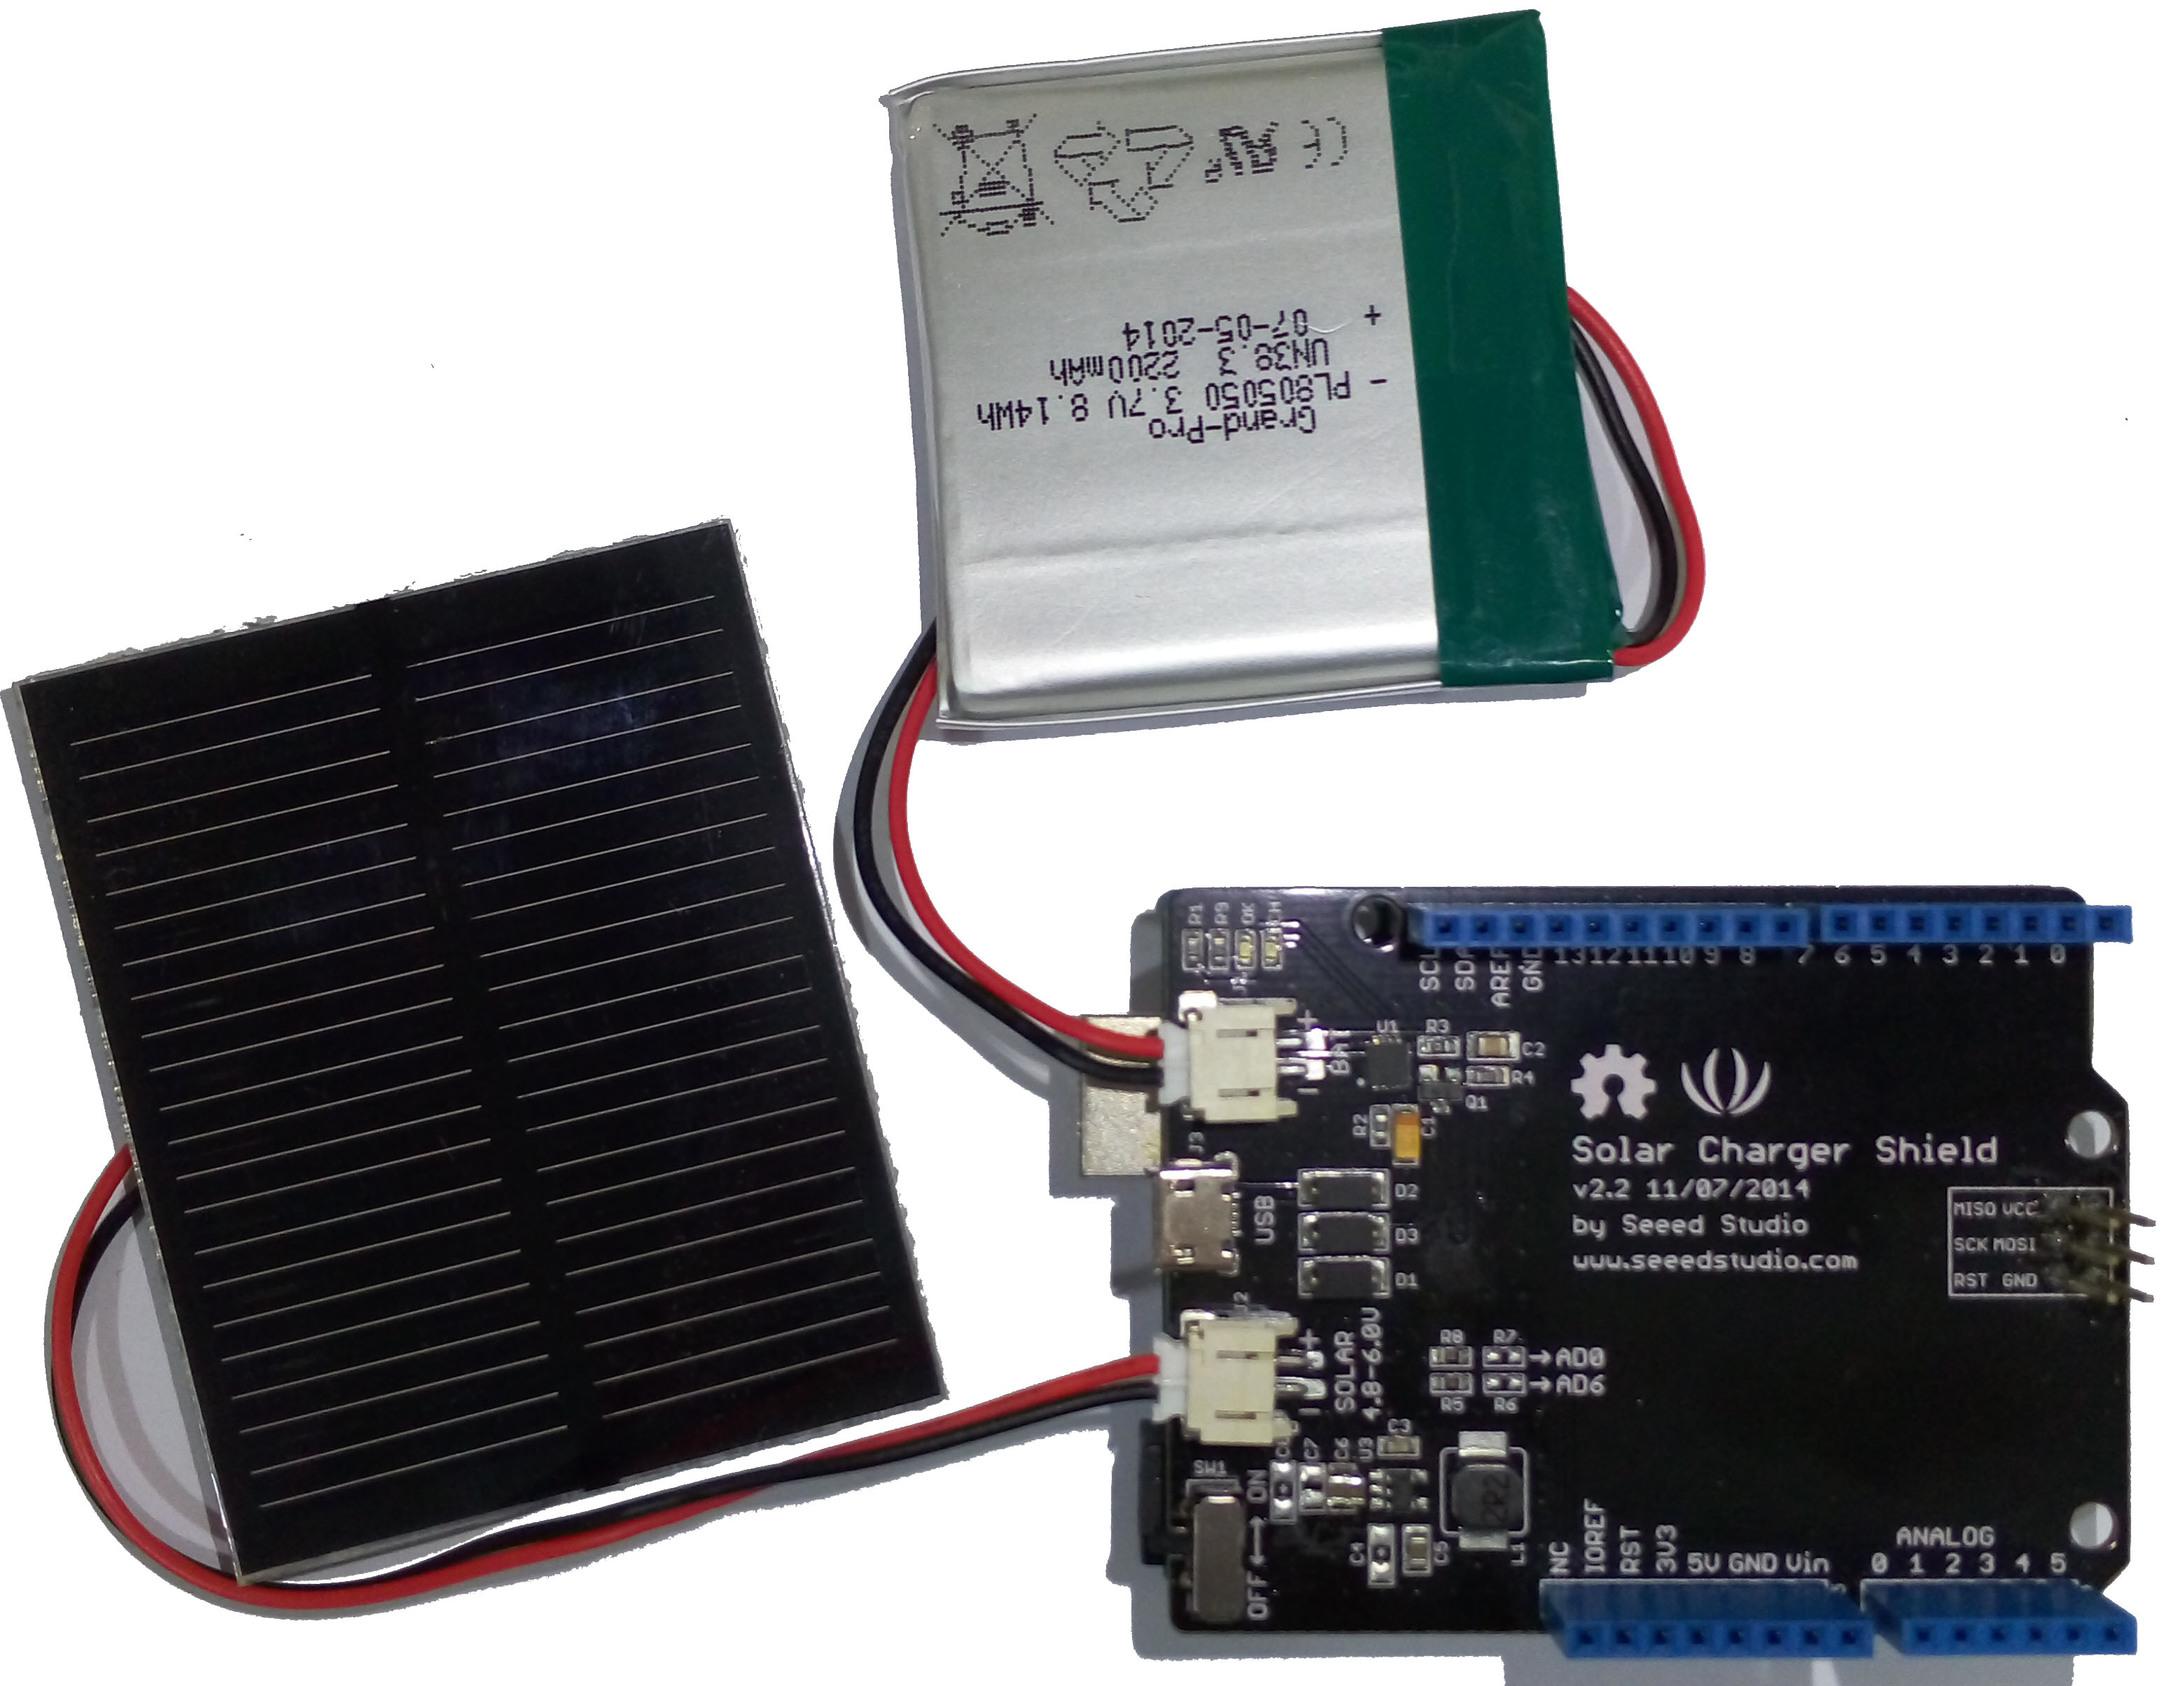 Grand-Pro
- PL805050 3.7V 8.14Wh
UN38.3 2200mAh
+ 07-05-2014
R1
R9
OK
CH
SCL
SDA
AREF
GND
13 12 11 10 9 8
7 6 5 4 3 2 1 0
+
BAT
-
U1
R3
C2
R4
Q1
R2
C1
J3
USB
D2
D3
D1
Solar Charger Shield
v2.2 11/07/2014
by Seeed Studio
www.seeedstudio.com
MISO VCC
SCK MOSI
RST GND
J2
+
-
SOLAR
4.8-6.0V
R8 R7
→AD0
→AD6
R5 R6
C7
C6
U3
C3
SW1
ON
OFF
C4
C5
2R2
L1
NC
IOREF
RST
3V3
5V GND Vin
ANALOG
0 1 2 3 4 5